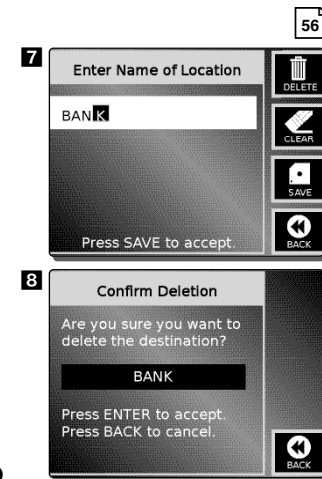 56
7
Enter Name of Location
BANK
DELETE
CLEAR
SAVE
BACK
Press SAVE to accept.
8
Confirm Deletion
Are you sure you want to
delete the destination?
BANK
Press ENTER to accept.
Press BACK to cancel.
BACK